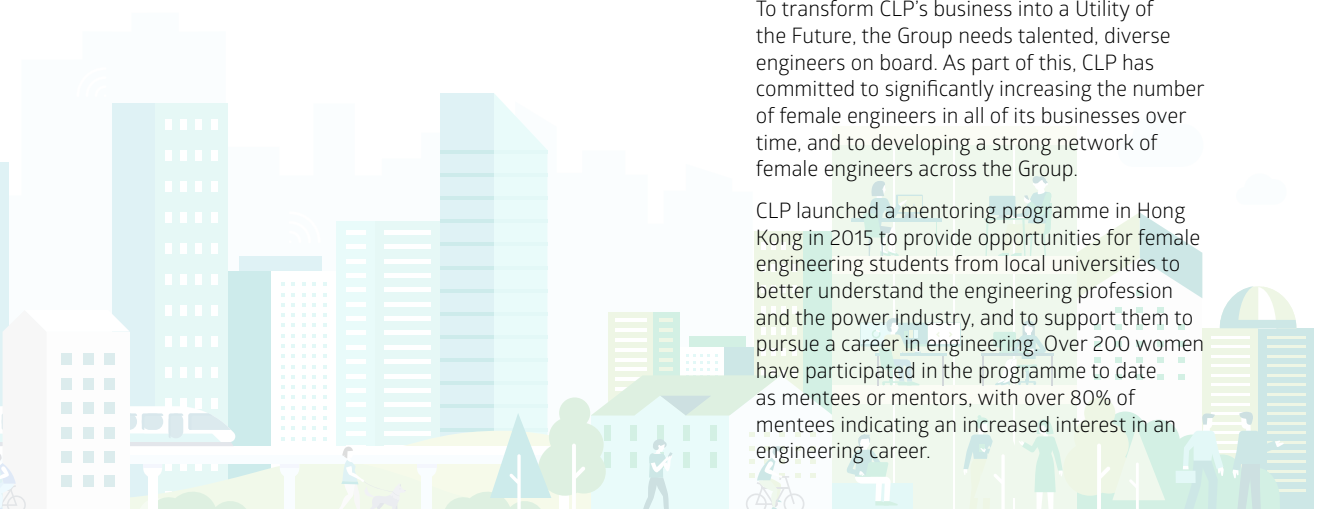 To transform CLP's business into a Utility of
the Future, the Group needs talented, diverse
engineers on board. As part of this, CLP has
committed to significantly increasing the number
of female engineers in all of its businesses over
time, and to developing a strong network of
female engineers across the Group.
CLP launched a mentoring programme in Hong
Kong in 2015 to provide opportunities for female
engineering students from local universities to
better understand the engineering profession
and the power industry, and to support them to
pursue a career in engineering. Over 200 women
have participated in the programme to date
as mentees or mentors, with over 80% of
mentees indicating an increased interest in an
engineering career.